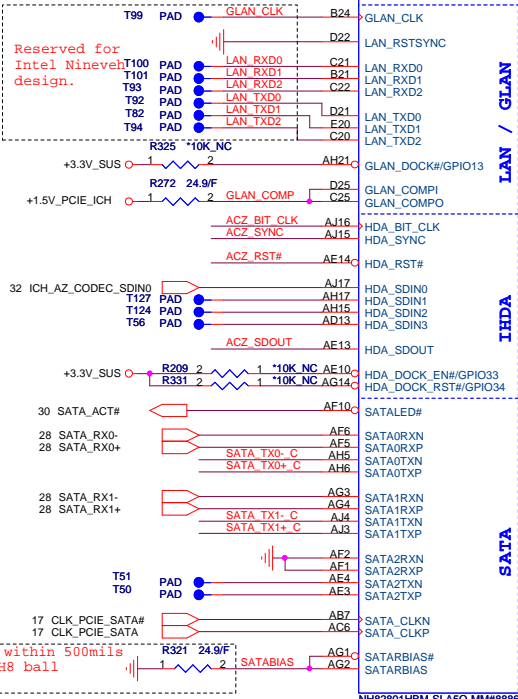 T99 PAD GLAN_CLK B24 GLAN_CLK
D22 LAN_RSTSYNC
Reserved for
Intel Nineveh
design.
T100 PAD LAN_RXD0 C21 LAN_RXD0
T101 PAD LAN_RXD1 B21 LAN_RXD1
T93 PAD LAN_RXD2 C22 LAN_RXD2
T92 PAD LAN_TXD0 D21 LAN_TXD0
T82 PAD LAN_TXD1 E20 LAN_TXD1
T94 PAD LAN_TXD2 C20 LAN_TXD2
LAN / GLAN
R325 *10K_NC
+3.3V_SUS 1 2 AH21 GLAN_DOCK#/GPIO13
R272 24.9/F D25 GLAN_COMPI
+1.5V_PCIE_ICH 1 2 GLAN_COMP C25 GLAN_COMPO
ACZ_BIT_CLK AJ16 HDA_BIT_CLK
ACZ_SYNC AJ15 HDA_SYNC
ACZ_RST# AE14 HDA_RST#
32 ICH_AZ_CODEC_SDIN0 AJ17 HDA_SDIN0
T127 PAD AH17 HDA_SDIN1
T124 PAD AH15 HDA_SDIN2
T56 PAD AD13 HDA_SDIN3
IHDA
ACZ_SDOUT AE13 HDA_SDOUT
+3.3V_SUS R209 2 1 *10K_NC AE10 HDA_DOCK_EN#/GPIO33
R331 2 1 *10K_NC AG14 HDA_DOCK_RST#/GPIO34
30 SATA_ACT# AF10 SATALED#
28 SATA_RX0- AF6 SATA0RXN
28 SATA_RX0+ AF5 SATA0RXP
SATA_TX0-_C AH5 SATA0TXN
SATA_TX0+_C AH6 SATA0TXP
28 SATA_RX1- AG3 SATA1RXN
28 SATA_RX1+ AG4 SATA1RXP
SATA_TX1-_C AJ4 SATA1TXN
SATA_TX1+_C AJ3 SATA1TXP
SATA
AF2 SATA2RXN
AF1 SATA2RXP
T51 PAD AE4 SATA2TXN
T50 PAD AE3 SATA2TXP
17 CLK_PCIE_SATA# AB7 SATA_CLKN
17 CLK_PCIE_SATA AC6 SATA_CLKP
within 500mils
H8 ball
R321 24.9/F
1 2 SATABIAS AG1 SATARBIAS#
AG2 SATARBIAS